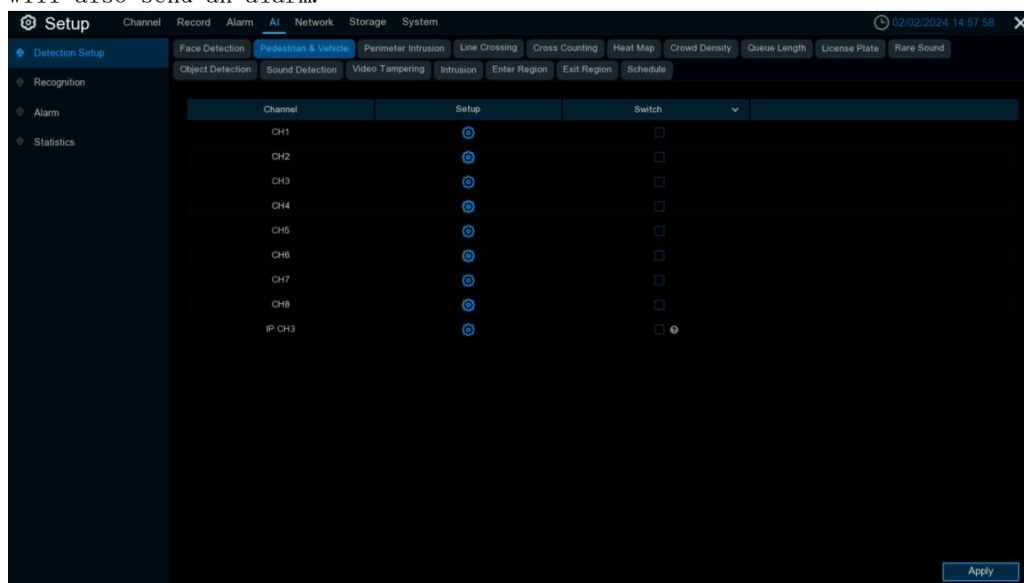 will also send an alarm.
Setup Channel Record Alarm AI Network Storage System 02/02/2024 14:57:58 X
Detection Setup Face Detection Pedestrian & Vehicle Perimeter Intrusion Line Crossing Cross Counting Heat Map Crowd Density Queue Length License Plate Rare Sound
Object Detection Sound Detection Video Tampering Intrusion Enter Region Exit Region Schedule
Recognition
Alarm
Statistics
Channel Setup Switch
CH1
CH2
CH3
CH4
CH5
CH6
CH7
CH8
IP CH3
Apply